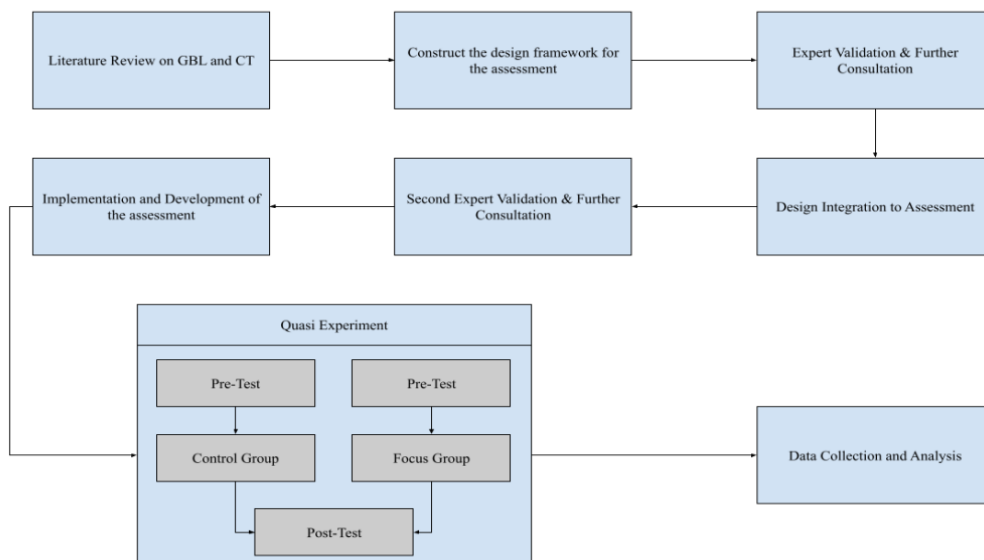 Literature Review on GBL and CT
Construct the design framework for
the assessment
Expert Validation & Further
Consultation
Design Integration to Assessment
Second Expert Validation & Further
Consultation
Implementation and Development of
the assessment
Quasi Experiment
Pre-Test
Pre-Test
Control Group
Focus Group
Post-Test
Data Collection and Analysis